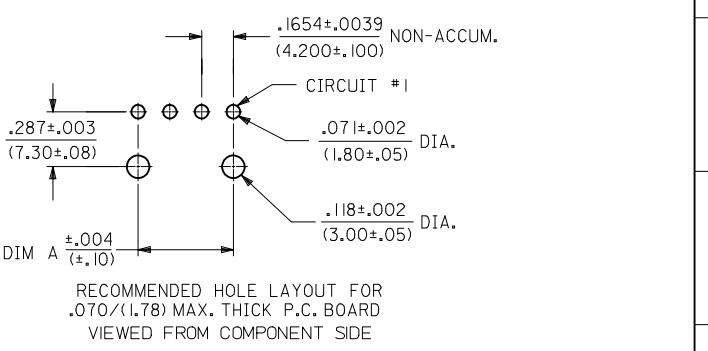 .1654±.0039
(4.200±.100) NON-ACCUM.
CIRCUIT #1
.287±.003
(7.30±.08)
.071±.002
(1.80±.05) DIA.
.118±.002
(3.00±.05) DIA.
DIM A ±.004
(±.10)
RECOMMENDED HOLE LAYOUT FOR
.070/(1.78) MAX. THICK P.C. BOARD
VIEWED FROM COMPONENT SIDE